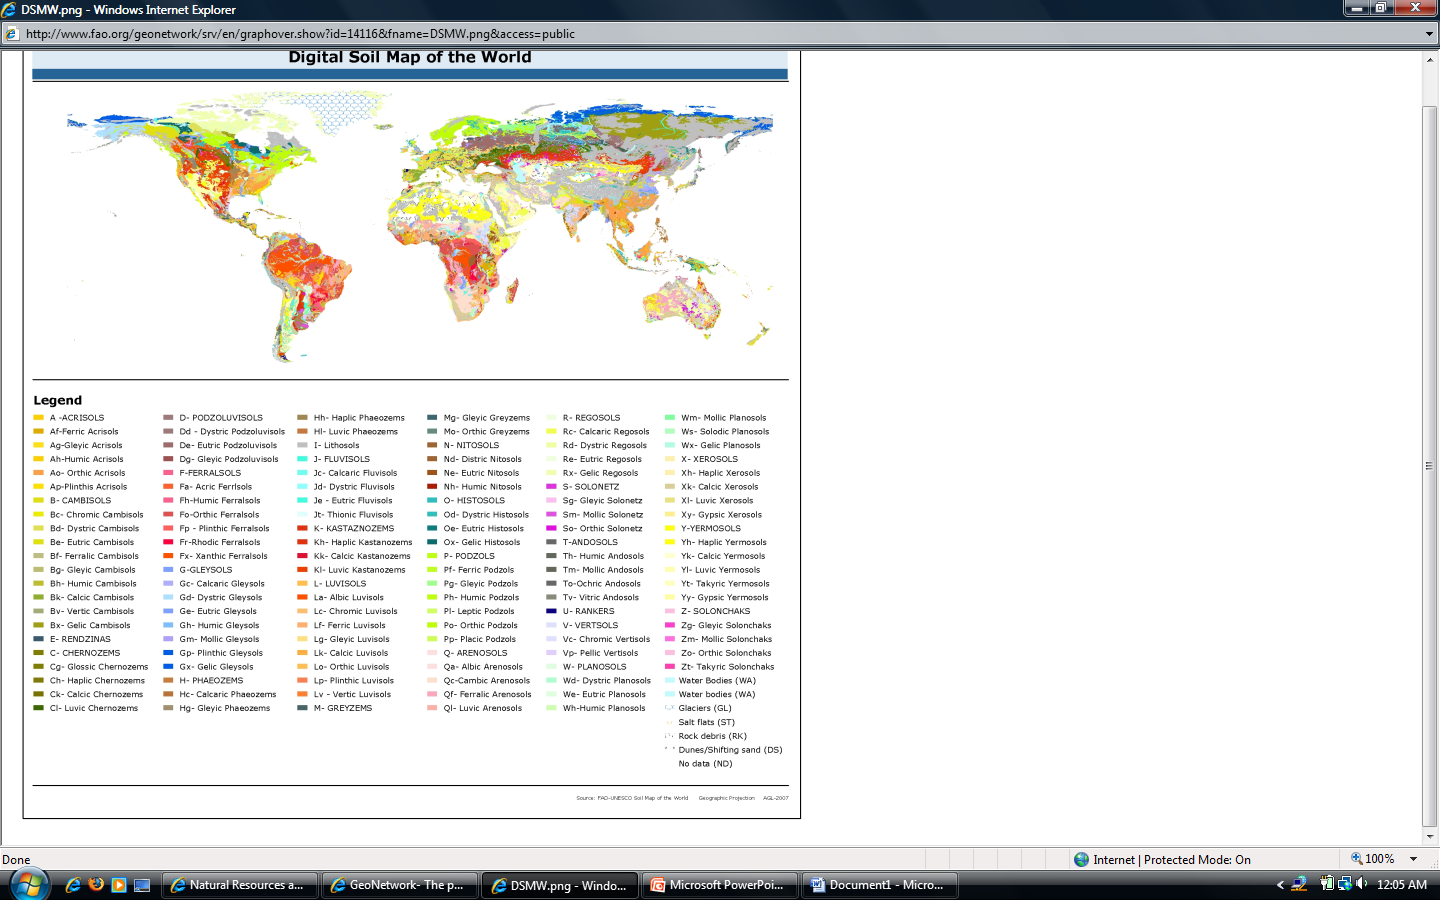 DSMW.png - Windows Internet Explorer
http://www.fao.org/geonetwork/srv/en/graphover.show?id=14116&fname=DSMW.png&access=public
Digital Soil Map of the World
Legend
A -ACRISOLS
Af-Ferric Acrisols
Ag-Gleyic Acrisols
Ah-Humic Acrisols
Ao- Orthic Acrisols
Ap-Plinthis Acrisols
B- CAMBISOLS
Bc- Chromic Cambisols
Bd- Dystric Cambisols
Be- Eutric Cambisols
Bf- Ferralic Cambisols
Bg- Gleyic Cambisols
Bh- Humic Cambisols
Bk- Calcic Cambisols
Bv- Vertic Cambisols
Bx- Gelic Cambisols
E- RENDZINAS
C- CHERNOZEMS
Cg- Glossic Chernozems
Ch- Haplic Chernozems
Ck- Calcic Chernozems
Cl- Luvic Chernozems
D- PODZOLUVISOLS
Dd - Dystric Podzoluvisols
De- Eutric Podzoluvisols
Dg- Gleyic Podzoluvisols
F-FERRALSOLS
Fa- Acric Ferrlsols
Fh-Humic Ferralsols
Fo-Orthic Ferralsols
Fp - Plinthic Ferralsols
Fr-Rhodic Ferralsols
Fx- Xanthic Ferralsols
G-GLEYSOLS
Gc- Calcaric Gleysols
Gd- Dystric Gleysols
Ge- Eutric Gleysols
Gh- Humic Gleysols
Gm- Mollic Gleysols
Gp- Plinthic Gleysols
Gx- Gelic Gleysols
H- PHAEOZEMS
Hc- Calcaric Phaeozems
Hg- Gleyic Phaeozems
Hh- Haplic Phaeozems
Hl- Luvic Phaeozems
I- Lithosols
J- FLUVISOLS
Jc- Calcaric Fluvisols
Jd- Dystric Fluvisols
Je - Eutric Fluvisols
Jt- Thionic Fluvisols
K- KASTAZNOZEMS
Kh- Haplic Kastanozems
Kk- Calcic Kastanozems
Kl- Luvic Kastanozems
L- LUVISOLS
La- Albic Luvisols
Lc- Chromic Luvisols
Lf- Ferric Luvisols
Lg- Gleyic Luvisols
Lk- Calcic Luvisols
Lo- Orthic Luvisols
Lp- Plinthic Luvisols
Lv - Vertic Luvisols
M- GREYZEMS
Mg- Gleyic Greyzems
Mo- Orthic Greyzems
N- NITOSOLS
Nd- Distric Nitosols
Ne- Eutric Nitosols
Nh- Humic Nitosols
O- HISTOSOLS
Od- Dystric Histosols
Oe- Eutric Histosols
Ox- Gelic Histosols
P- PODZOLS
Pf- Ferric Podzols
Pg- Gleyic Podzols
Ph- Humic Podzols
Pl- Leptic Podzols
Po- Orthic Podzols
Pp- Placic Podzols
Q- ARENOSOLS
Qa- Albic Arenosols
Qc-Cambic Arenosols
Qf- Ferralic Arenosols
Ql- Luvic Arenosols
R- REGOSOLS
Rc- Calcaric Regosols
Rd- Dystric Regosols
Re- Eutric Regosols
Rx- Gelic Regosols
S- SOLONETZ
Sg- Gleyic Solonetz
Sm- Mollic Solonetz
So- Orthic Solonetz
T-ANDOSOLS
Th- Humic Andosols
Tm- Mollic Andosols
To-Ochric Andosols
Tv- Vitric Andosols
U- RANKERS
V- VERTSOLS
Vc- Chromic Vertisols
Vp- Pellic Vertisols
W- PLANOSOLS
Wd- Dystric Planosols
We- Eutric Planosols
Wh-Humic Planosols
Wm- Mollic Planosols
Ws- Solodic Planosols
Wx- Gelic Planosols
X- XEROSOLS
Xh- Haplic Xerosols
Xk- Calcic Xerosols
Xl- Luvic Xerosols
Xy- Gypsic Xerosols
Y-YERMOSOLS
Yh- Haplic Yermosols
Yk- Calcic Yermosols
Yl- Luvic Yermosols
Yt- Takyric Yermosols
Yy- Gypsic Yermosols
Z- SOLONCHAKS
Zg- Gleyic Solonchaks
Zm- Mollic Solonchaks
Zo- Orthic Solonchaks
Zt- Takyric Solonchaks
Water Bodies (WA)
Water bodies (WA)
Glaciers (GL)
Salt flats (ST)
Rock debris (RK)
Dunes/Shifting sand (DS)
No data (ND)
Source: FAO-UNESCO Soil Map of the World Geographic Projection AGL-2007
Done
Internet | Protected Mode: On
100%
Natural Resources a...
GeoNetwork- The p...
DSMW.png - Windo...
Microsoft PowerPoi...
Document1 - Micro...
12:05 AM